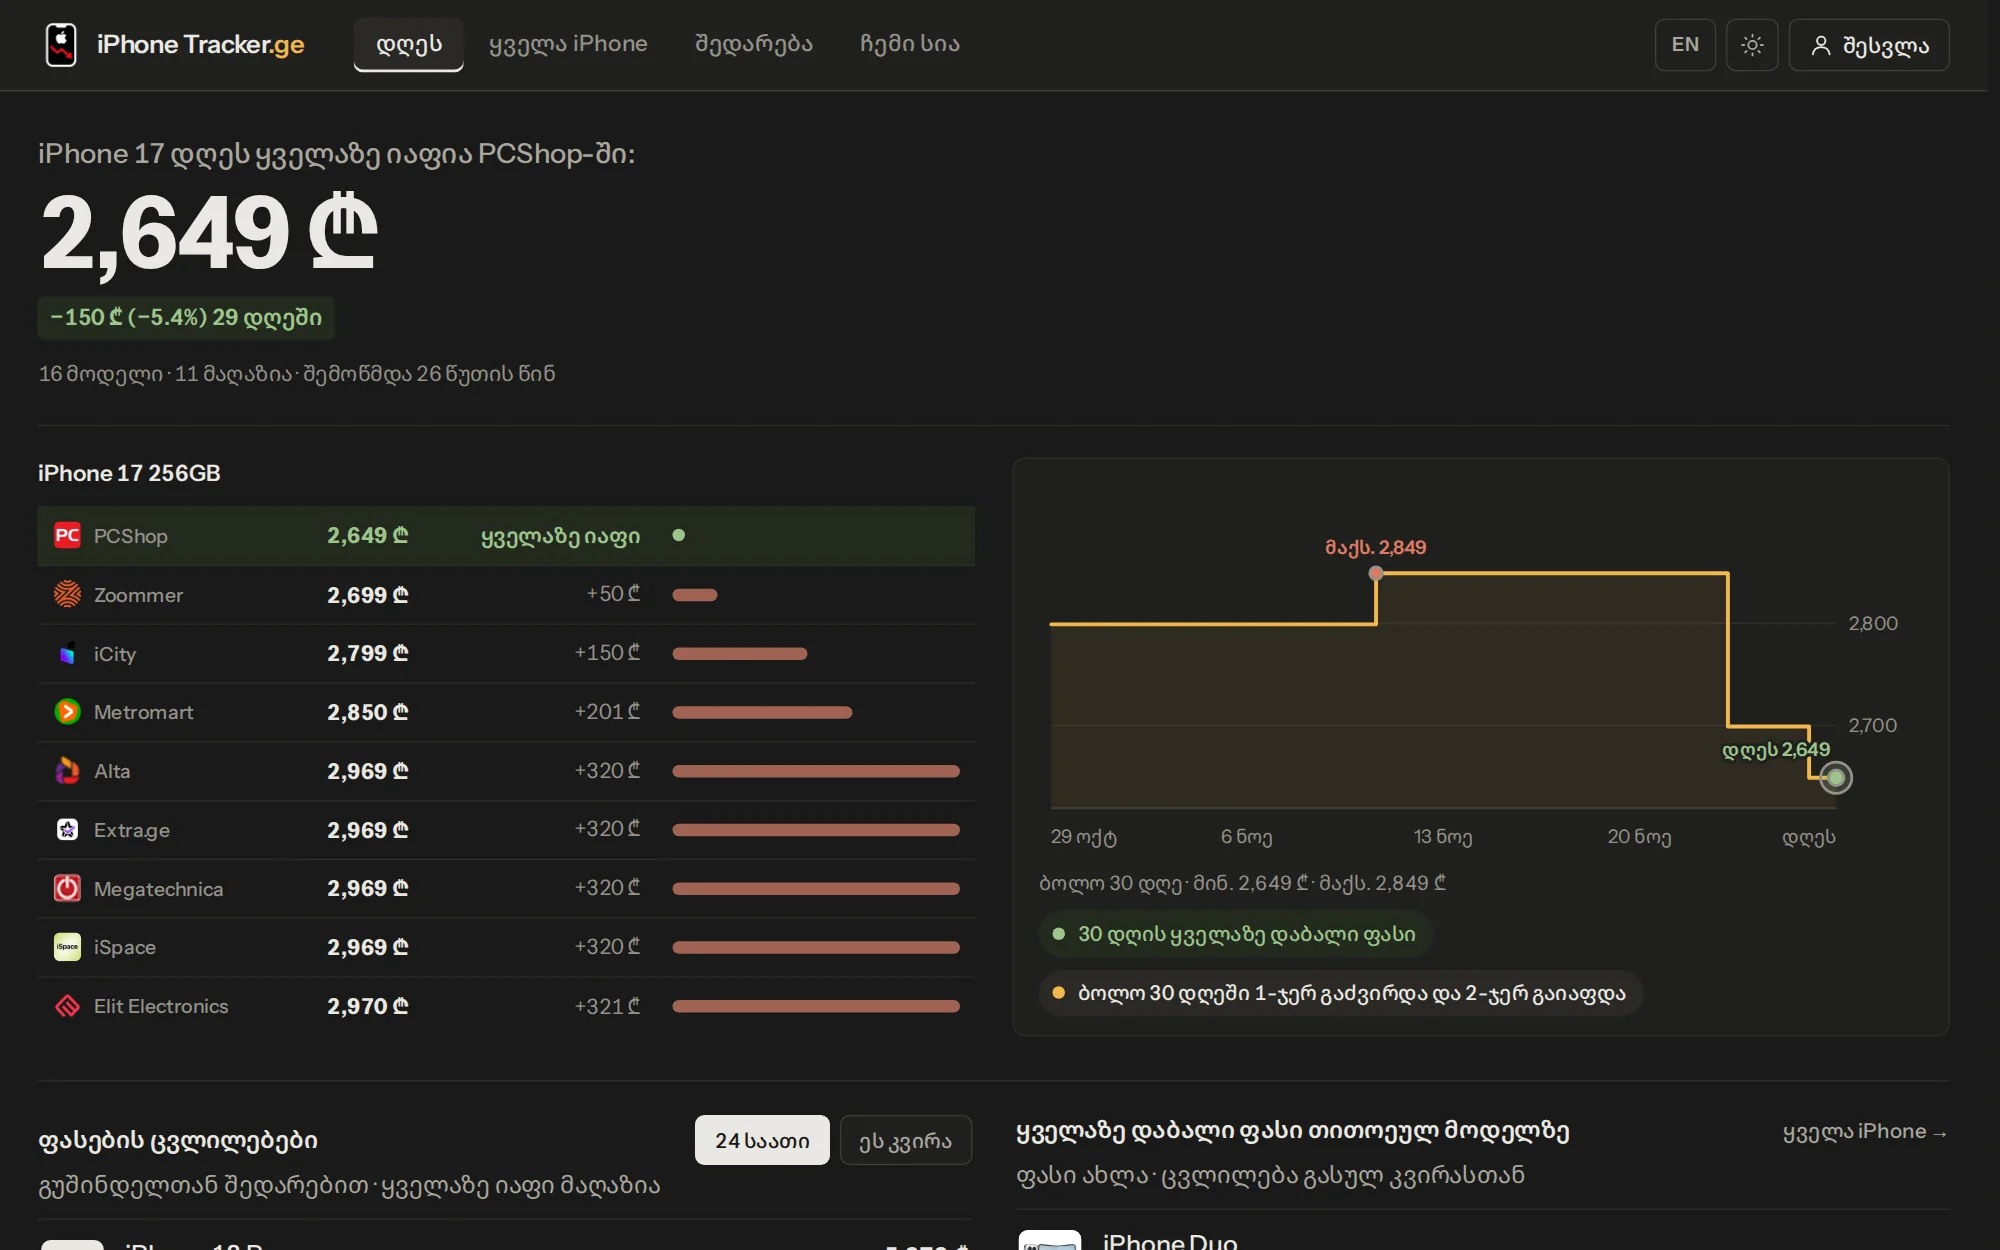 iPhone Tracker.ge
დღეს
ყველა iPhone
შედარება
ჩემი სია
EN
შესვლა
iPhone 17 დღეს ყველაზე იაფია PCShop-ში:
2,649 ₾
−150 ₾ (−5.4%) 29 დღეში
16 მოდელი · 11 მაღაზია · შემოწმდა 26 წუთის წინ
iPhone 17 256GB
PC PCShop 2,649 ₾ ყველაზე იაფი
Zoommer 2,699 ₾ +50 ₾
iCity 2,799 ₾ +150 ₾
Metromart 2,850 ₾ +201 ₾
Alta 2,969 ₾ +320 ₾
Extra.ge 2,969 ₾ +320 ₾
Megatechnica 2,969 ₾ +320 ₾
iSpace iSpace 2,969 ₾ +320 ₾
Elit Electronics 2,970 ₾ +321 ₾
მაქს. 2,849
2,800
2,700
დღეს 2,649
29 ოქტ 6 ნოე 13 ნოე 20 ნოე დღეს
ბოლო 30 დღე · მინ. 2,649 ₾ · მაქს. 2,849 ₾
30 დღის ყველაზე დაბალი ფასი
ბოლო 30 დღეში 1-ჯერ გაძვირდა და 2-ჯერ გაიაფდა
ფასების ცვლილებები
24 საათი
ეს კვირა
გუშინდელთან შედარებით · ყველაზე იაფი მაღაზია
ყველაზე დაბალი ფასი თითოეულ მოდელზე
ყველა iPhone →
ფასი ახლა · ცვლილება გასულ კვირასთან
iPhone Duo